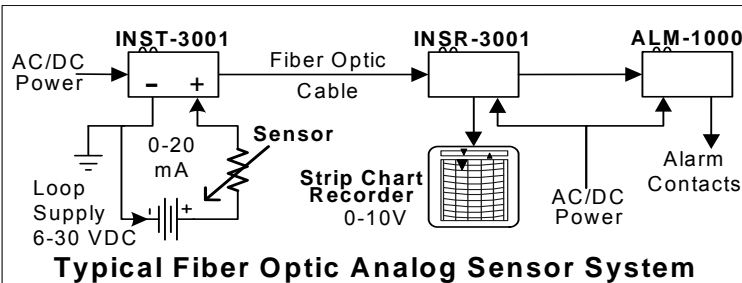 INST-3001
INSR-3001
ALM-1000
AC/DC
Power
- +
Fiber Optic
Cable
0-20
mA
Sensor
Loop
Supply
6-30 VDC
- +
Strip Chart
Recorder
0-10V
AC/DC
Power
Alarm
Contacts
Typical Fiber Optic Analog Sensor System